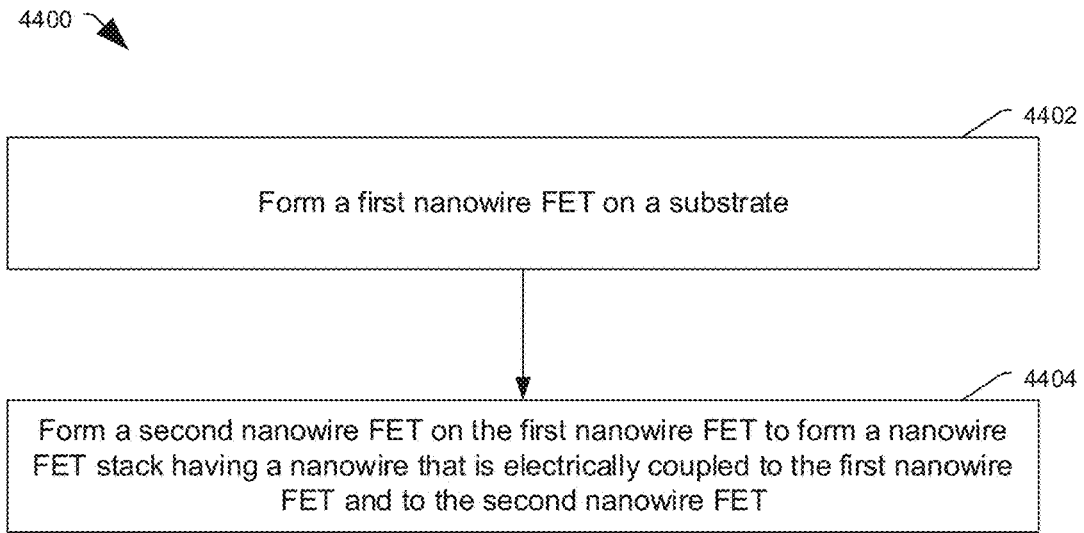 4400
4402
Form a first nanowire FET on a substrate
4404
Form a second nanowire FET on the first nanowire FET to form a nanowire
FET stack having a nanowire that is electrically coupled to the first nanowire
FET and to the second nanowire FET